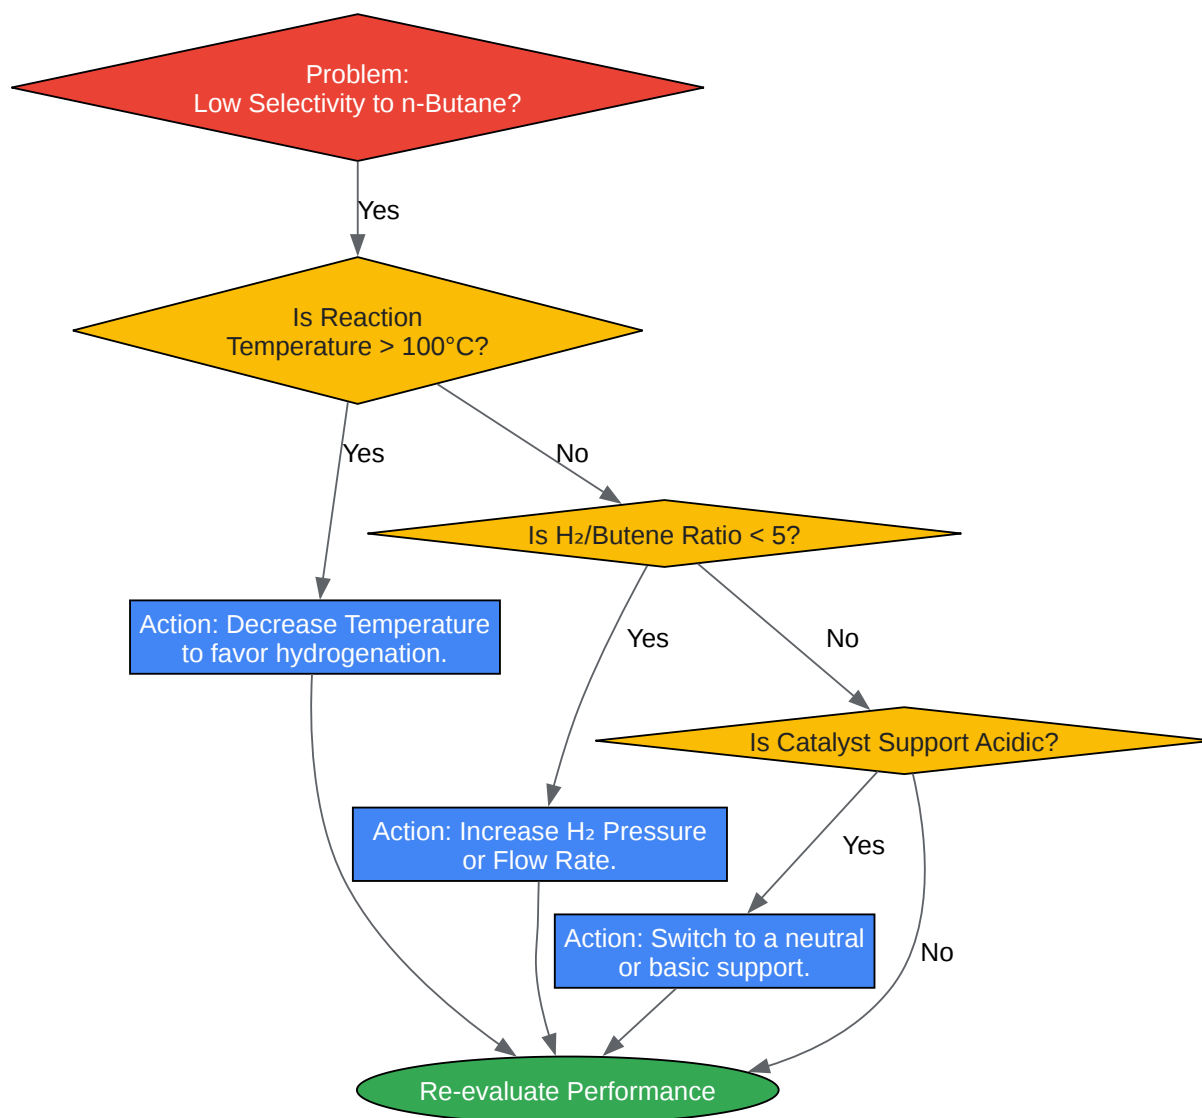 Problem:
Low Selectivity to n-Butane?
Yes
Is Reaction
Temperature > 100°C?
Yes
No
Is H₂/Butene Ratio < 5?
Action: Decrease Temperature
to favor hydrogenation.
Yes
No
Is Catalyst Support Acidic?
Action: Increase H₂ Pressure
or Flow Rate.
Yes
Action: Switch to a neutral
or basic support.
No
Re-evaluate Performance